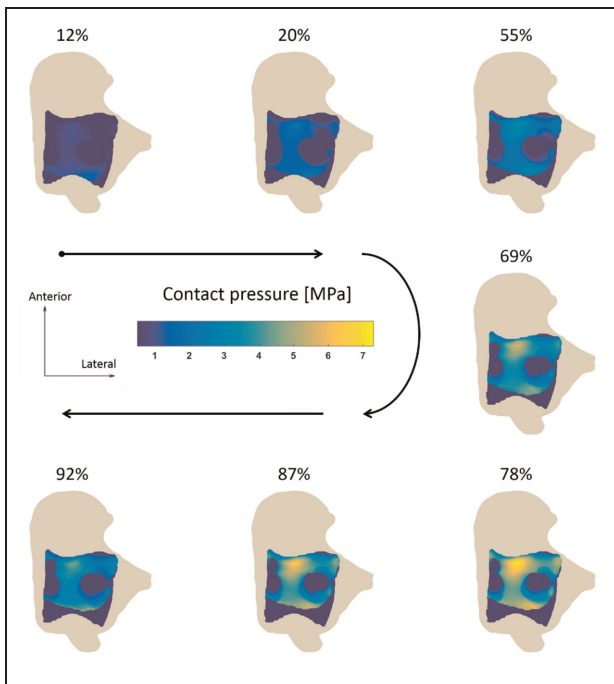 12%
20%
55%
69%
Anterior
Contact pressure [MPa]
Lateral
1 2 3 4 5 6 7
92%
87%
78%